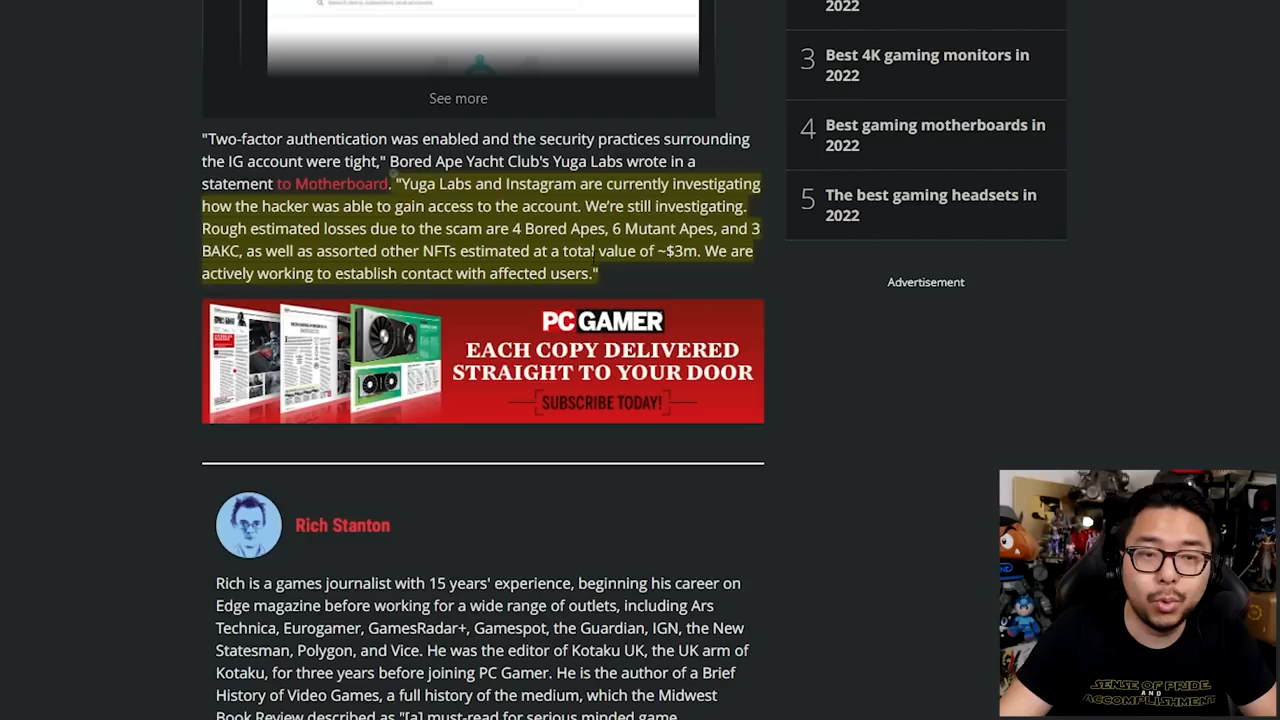 2022
3 Best 4K gaming monitors in
2022
4 Best gaming motherboards in
2022
5 The best gaming headsets in
2022
Advertisement
See more
"Two-factor authentication was enabled and the security practices surrounding
the IG account were tight," Bored Ape Yacht Club's Yuga Labs wrote in a
statement to Motherboard. "Yuga Labs and Instagram are currently investigating
how the hacker was able to gain access to the account. We’re still investigating.
Rough estimated losses due to the scam are 4 Bored Apes, 6 Mutant Apes, and 3
BAKC, as well as assorted other NFTs estimated at a total value of ~$3m. We are
actively working to establish contact with affected users."
PC GAMER
EACH COPY DELIVERED
STRAIGHT TO YOUR DOOR
SUBSCRIBE TODAY!
Rich Stanton
Rich is a games journalist with 15 years' experience, beginning his career on
Edge magazine before working for a wide range of outlets, including Ars
Technica, Eurogamer, GamesRadar+, Gamespot, the Guardian, IGN, the New
Statesman, Polygon, and Vice. He was the editor of Kotaku UK, the UK arm of
Kotaku, for three years before joining PC Gamer. He is the author of a Brief
History of Video Games, a full history of the medium, which the Midwest
Book Review described as "[a] must-read for serious minded game
SENSE OF PRIDE
AND
ACCOMPLISHMENT